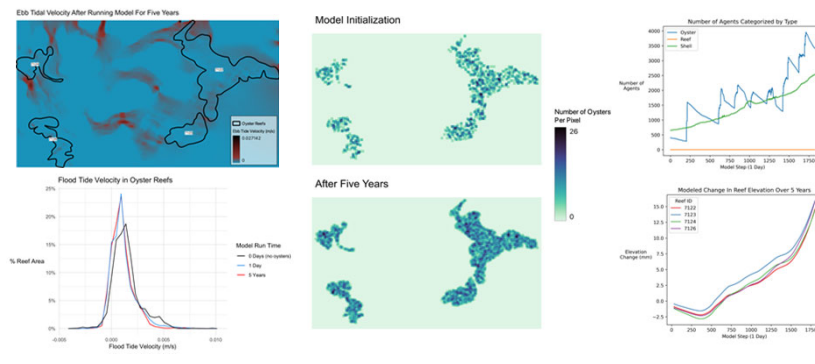 Ebb Tidal Velocity After Running Model For Five Years
Oyster Reefs
Ebb Tide Velocity (m/s)
0
Flood Tide Velocity in Oyster Reefs
25%
20%
15%
10%
5%
0%
% Reef Area
-0.005
0.000
0.005
0.010
Flood Tide Velocity (m/s)
Model Run Time
0 Days (no oysters)
1 Day
5 Years
Model Initialization
After Five Years
Number of Oysters
Per Pixel
26
0
Number of Agents Categorized by Type
Oyster
Reef
Shell
4000
3500
3000
2500
2000
1500
1000
500
0
Number of
Agents
0
250
500
750
1000
1250
1500
1750
Model Step (1 Day)
Modeled Change In Reef Elevation Over 5 Years
Reef ID
7122
7123
7124
7126
15.0
12.5
10.0
7.5
5.0
2.5
0.0
-2.5
Elevation
Change (mm)
0
250
500
750
1000
1250
1500
1750
Model Step (1 Day)